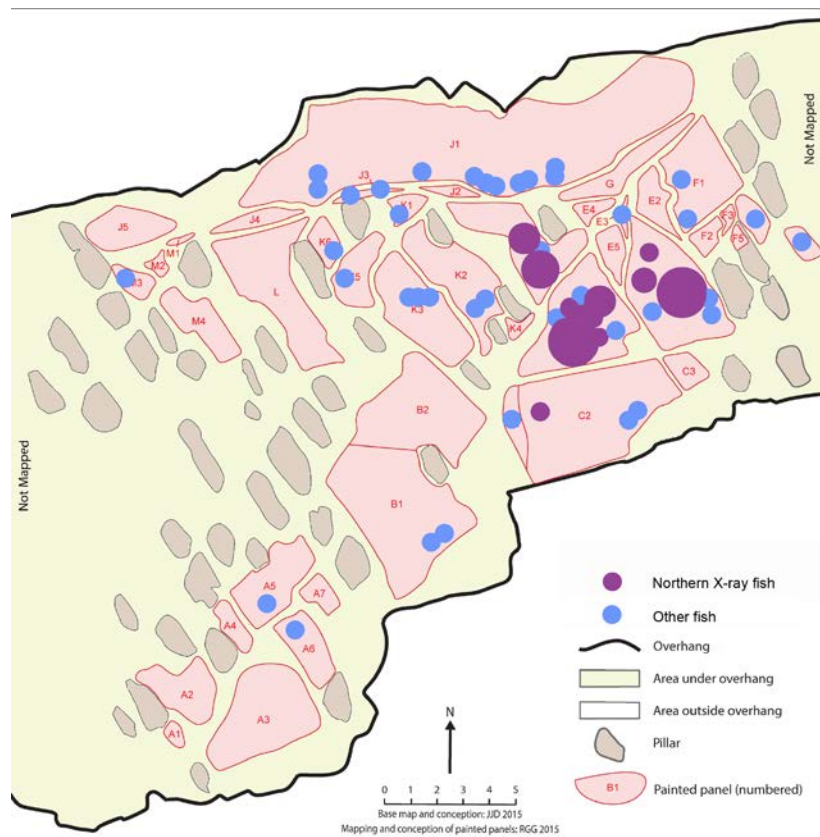 Not Mapped
J1
J3
J2
G
F1
E2
E4
E3
K1
J5
J4
F3
F2
F5
M1
M2
K6
E5
K2
L
K3
M4
K4
C3
B2
C2
Not Mapped
B1
A5
A7
A4
A6
A2
A3
A1
Northern X-ray fish
Other fish
Overhang
Area under overhang
Area outside overhang
Pillar
B1
Painted panel (numbered)
N
0 1 2 3 4 5
Base map and conception: JJD 2015
Mapping and conception of painted panels: RGG 2015